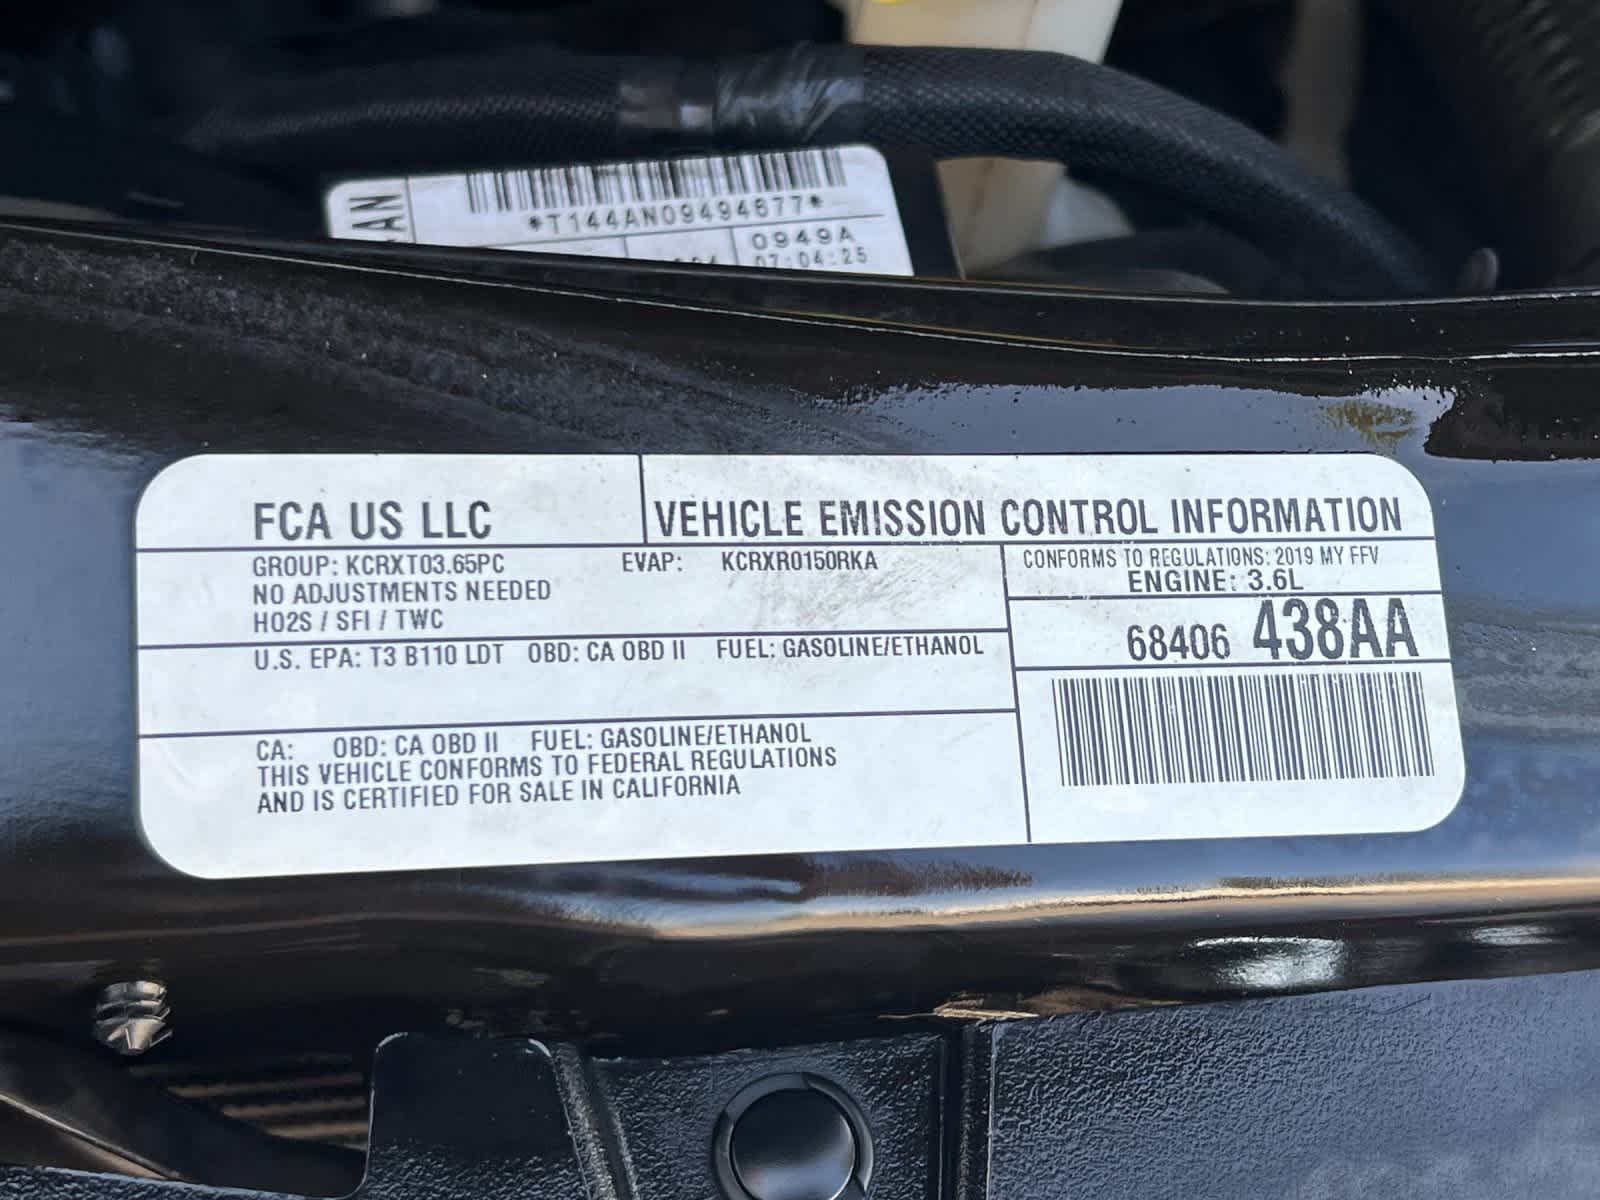 *T144AN09494677*
0949A
07:04:25
FCA US LLC
VEHICLE EMISSION CONTROL INFORMATION
GROUP: KCRXT03.65PC
EVAP: KCRXR0150RKA
NO ADJUSTMENTS NEEDED
HO2S / SFI / TWC
CONFORMS TO REGULATIONS: 2019 MY FFV
ENGINE: 3.6L
68406 438AA
U.S. EPA: T3 B110 LDT OBD: CA OBD II FUEL: GASOLINE/ETHANOL
CA: OBD: CA OBD II FUEL: GASOLINE/ETHANOL
THIS VEHICLE CONFORMS TO FEDERAL REGULATIONS
AND IS CERTIFIED FOR SALE IN CALIFORNIA